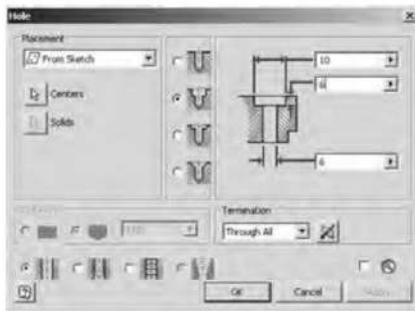 Hole
Placement
From Sketch
Centers
Solids
10
6
6
Termination
Through All
OK
Cancel